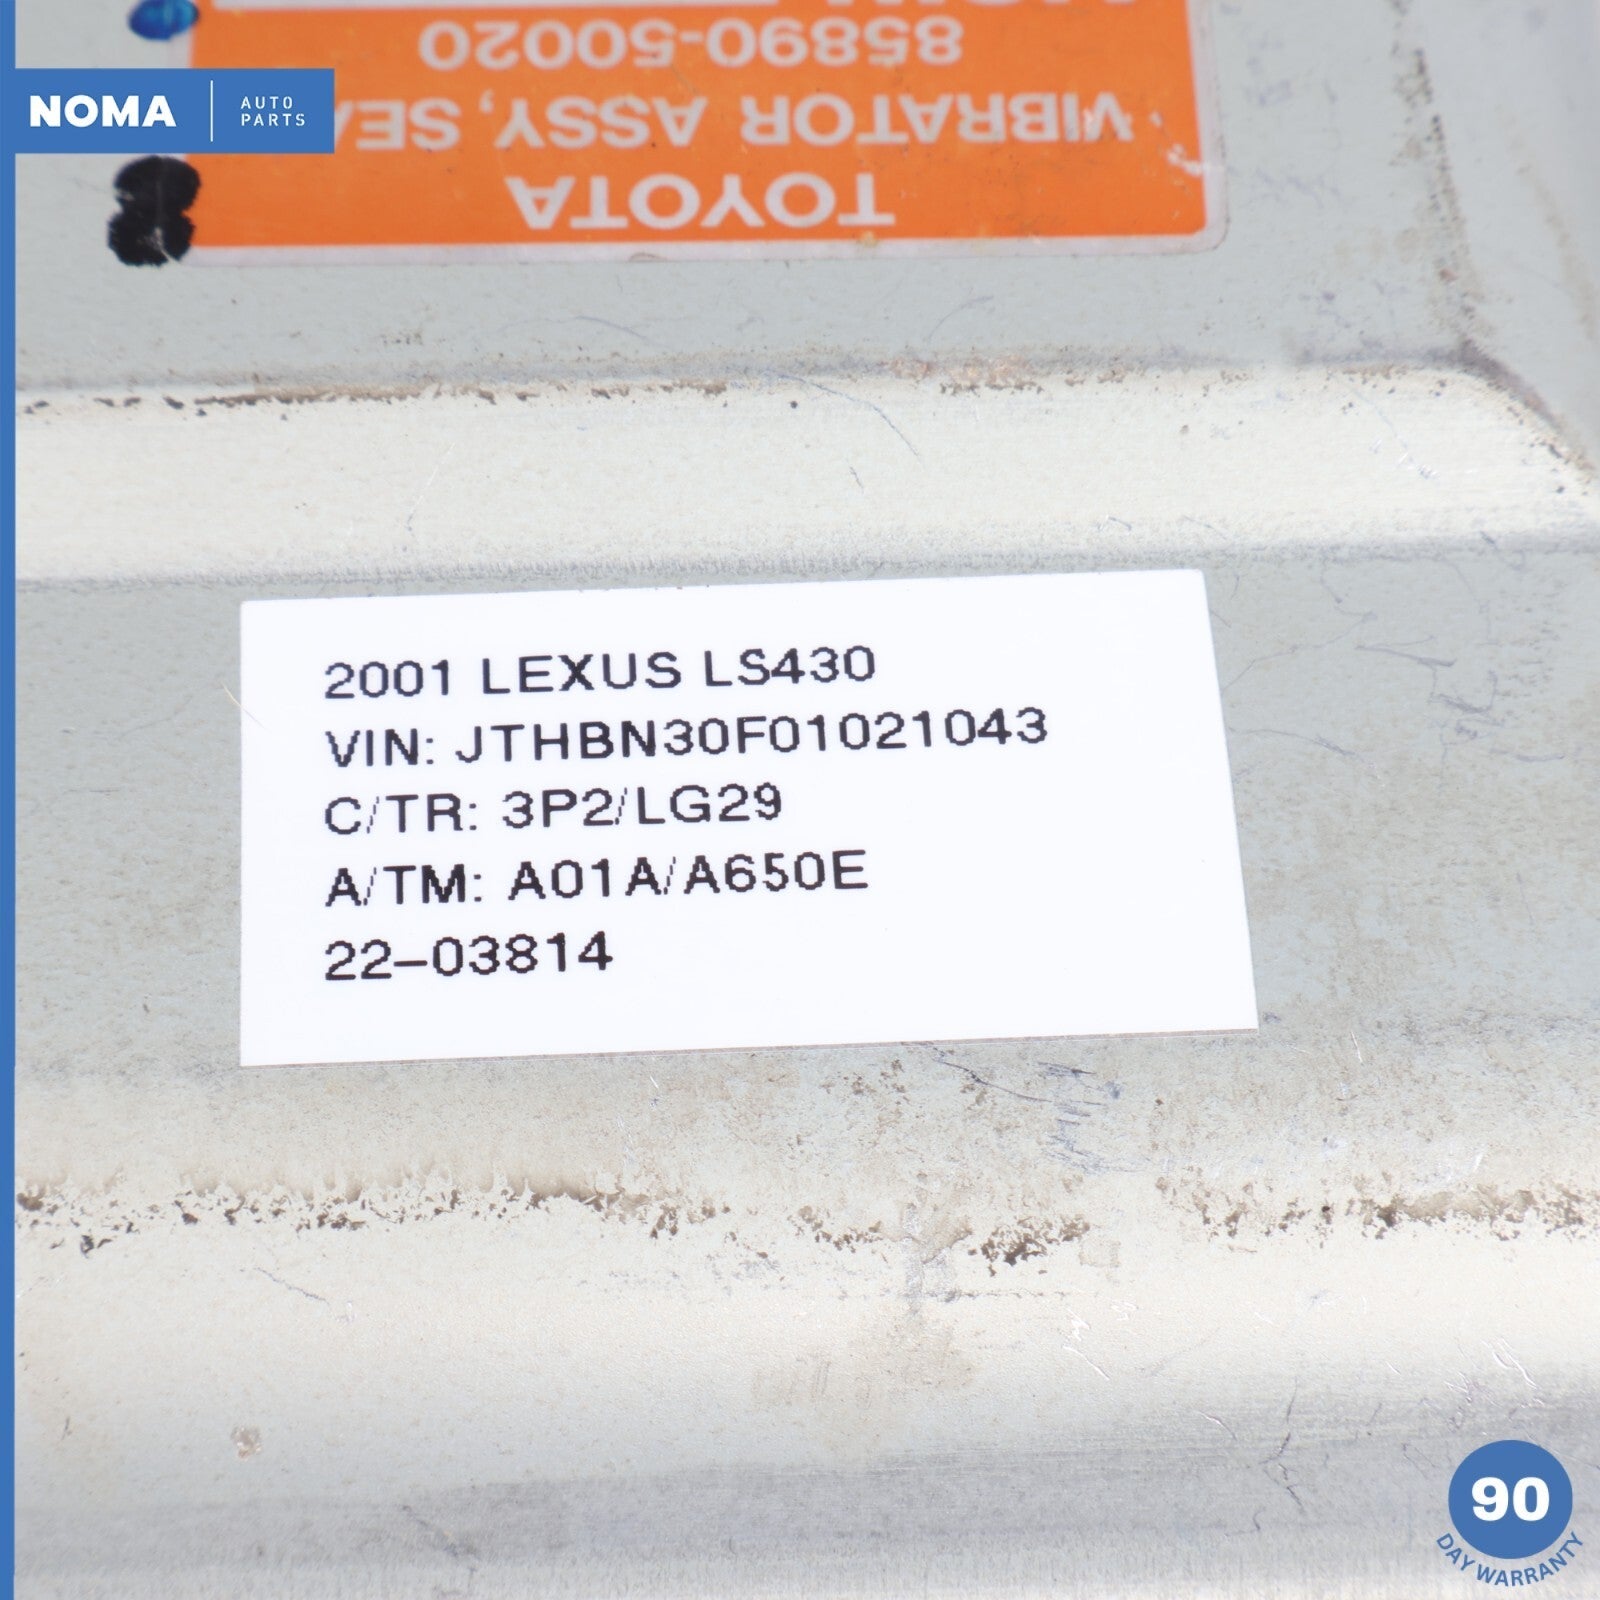 NOMA
AUTO
PARTS
TOYOTA
VIBRATOR ASSY, SEA
85890-50020
2001 LEXUS LS430
VIN: JTHBN30F01021043
C/TR: 3P2/LG29
A/TM: A01A/A650E
22-03814
90
DAY WARRANTY